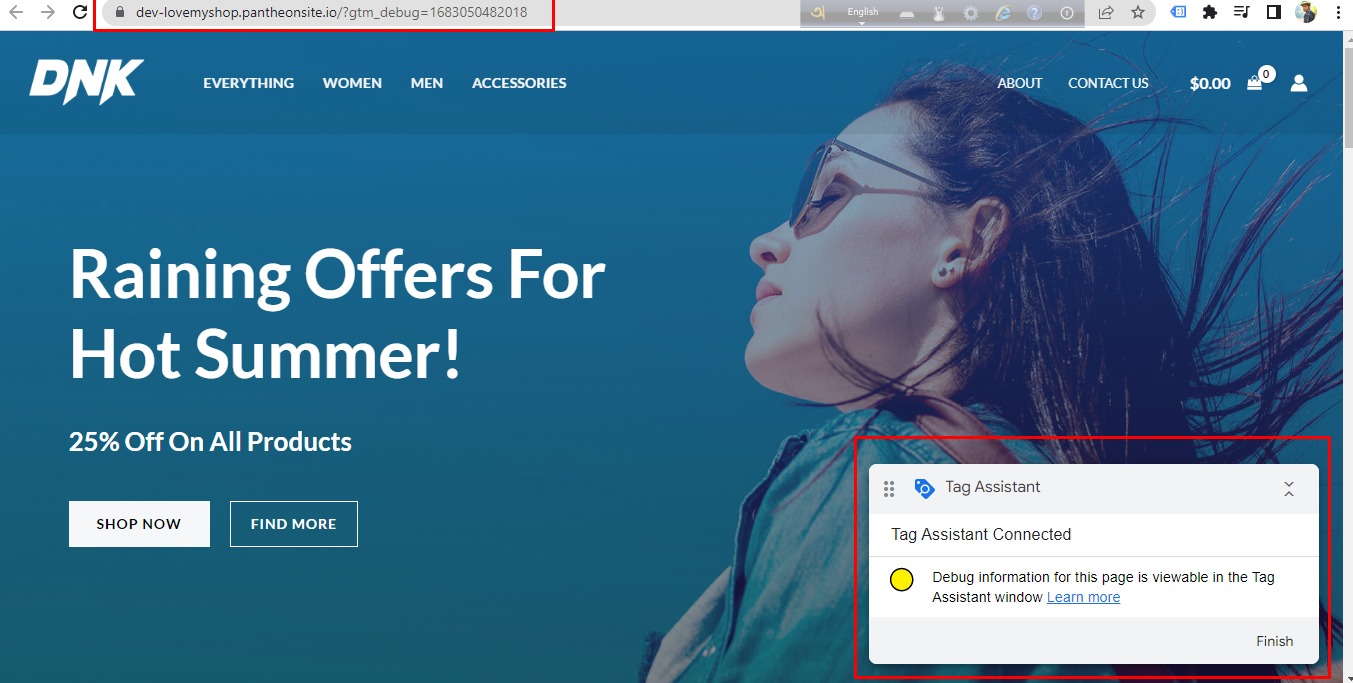 dev-lovemyshop.pantheonsite.io/?gtm_debug=1683050482018
English
DNK
EVERYTHING WOMEN MEN ACCESSORIES ABOUT CONTACT US $0.00 0
Raining Offers For
Hot Summer!
25% Off On All Products
SHOP NOW FIND MORE
Tag Assistant
Tag Assistant Connected
Debug information for this page is viewable in the Tag
Assistant window Learn more
Finish